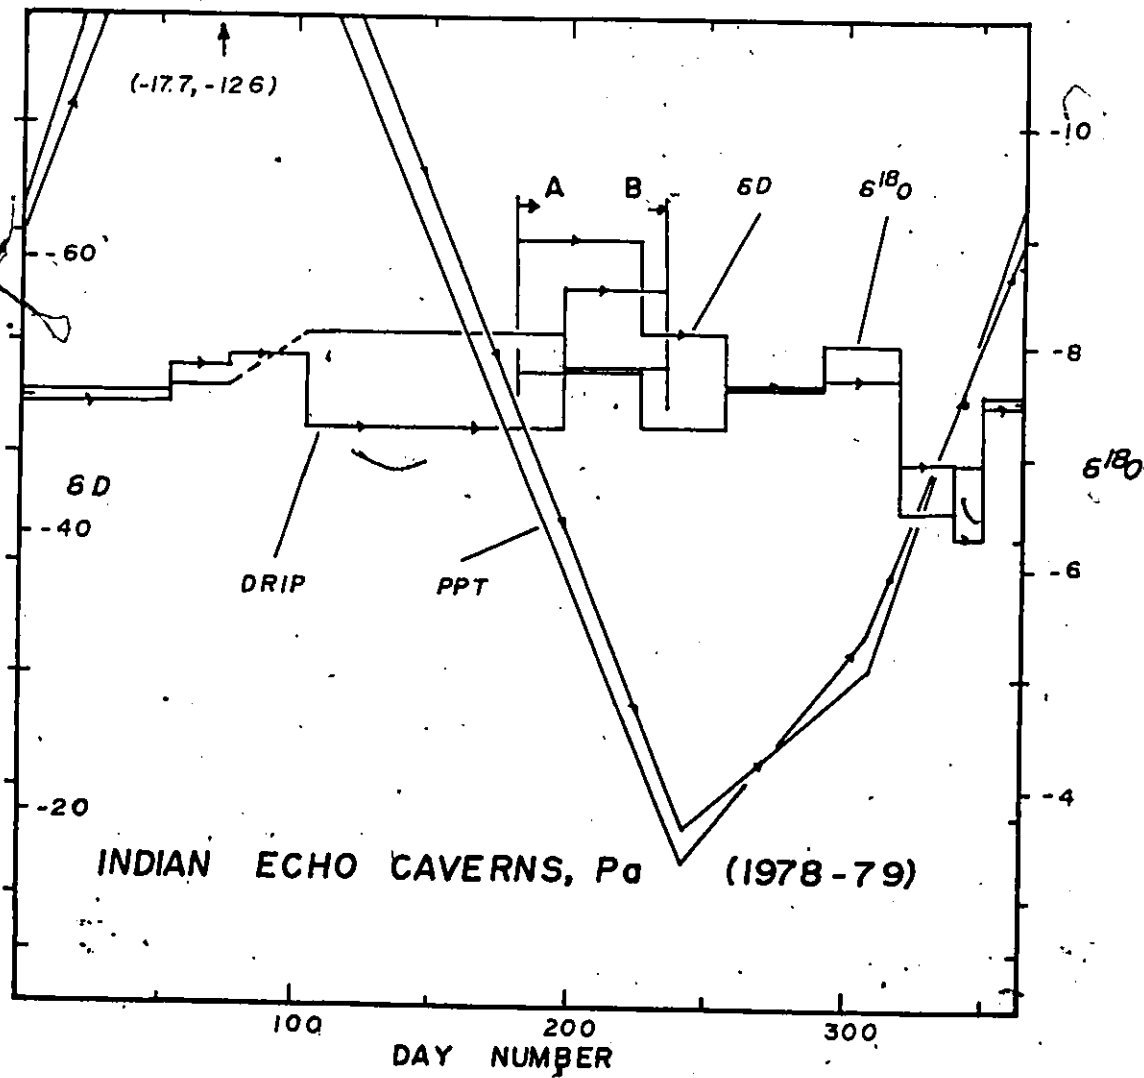 (-17.7, -126)
-10
A B δD δ¹⁸O
-60
-8
δD
δ¹⁸O
-40
DRIP PPT
-6
-20
-4
INDIAN ECHO CAVERNS, Pa (1978-79)
100 200 300
DAY NUMBER